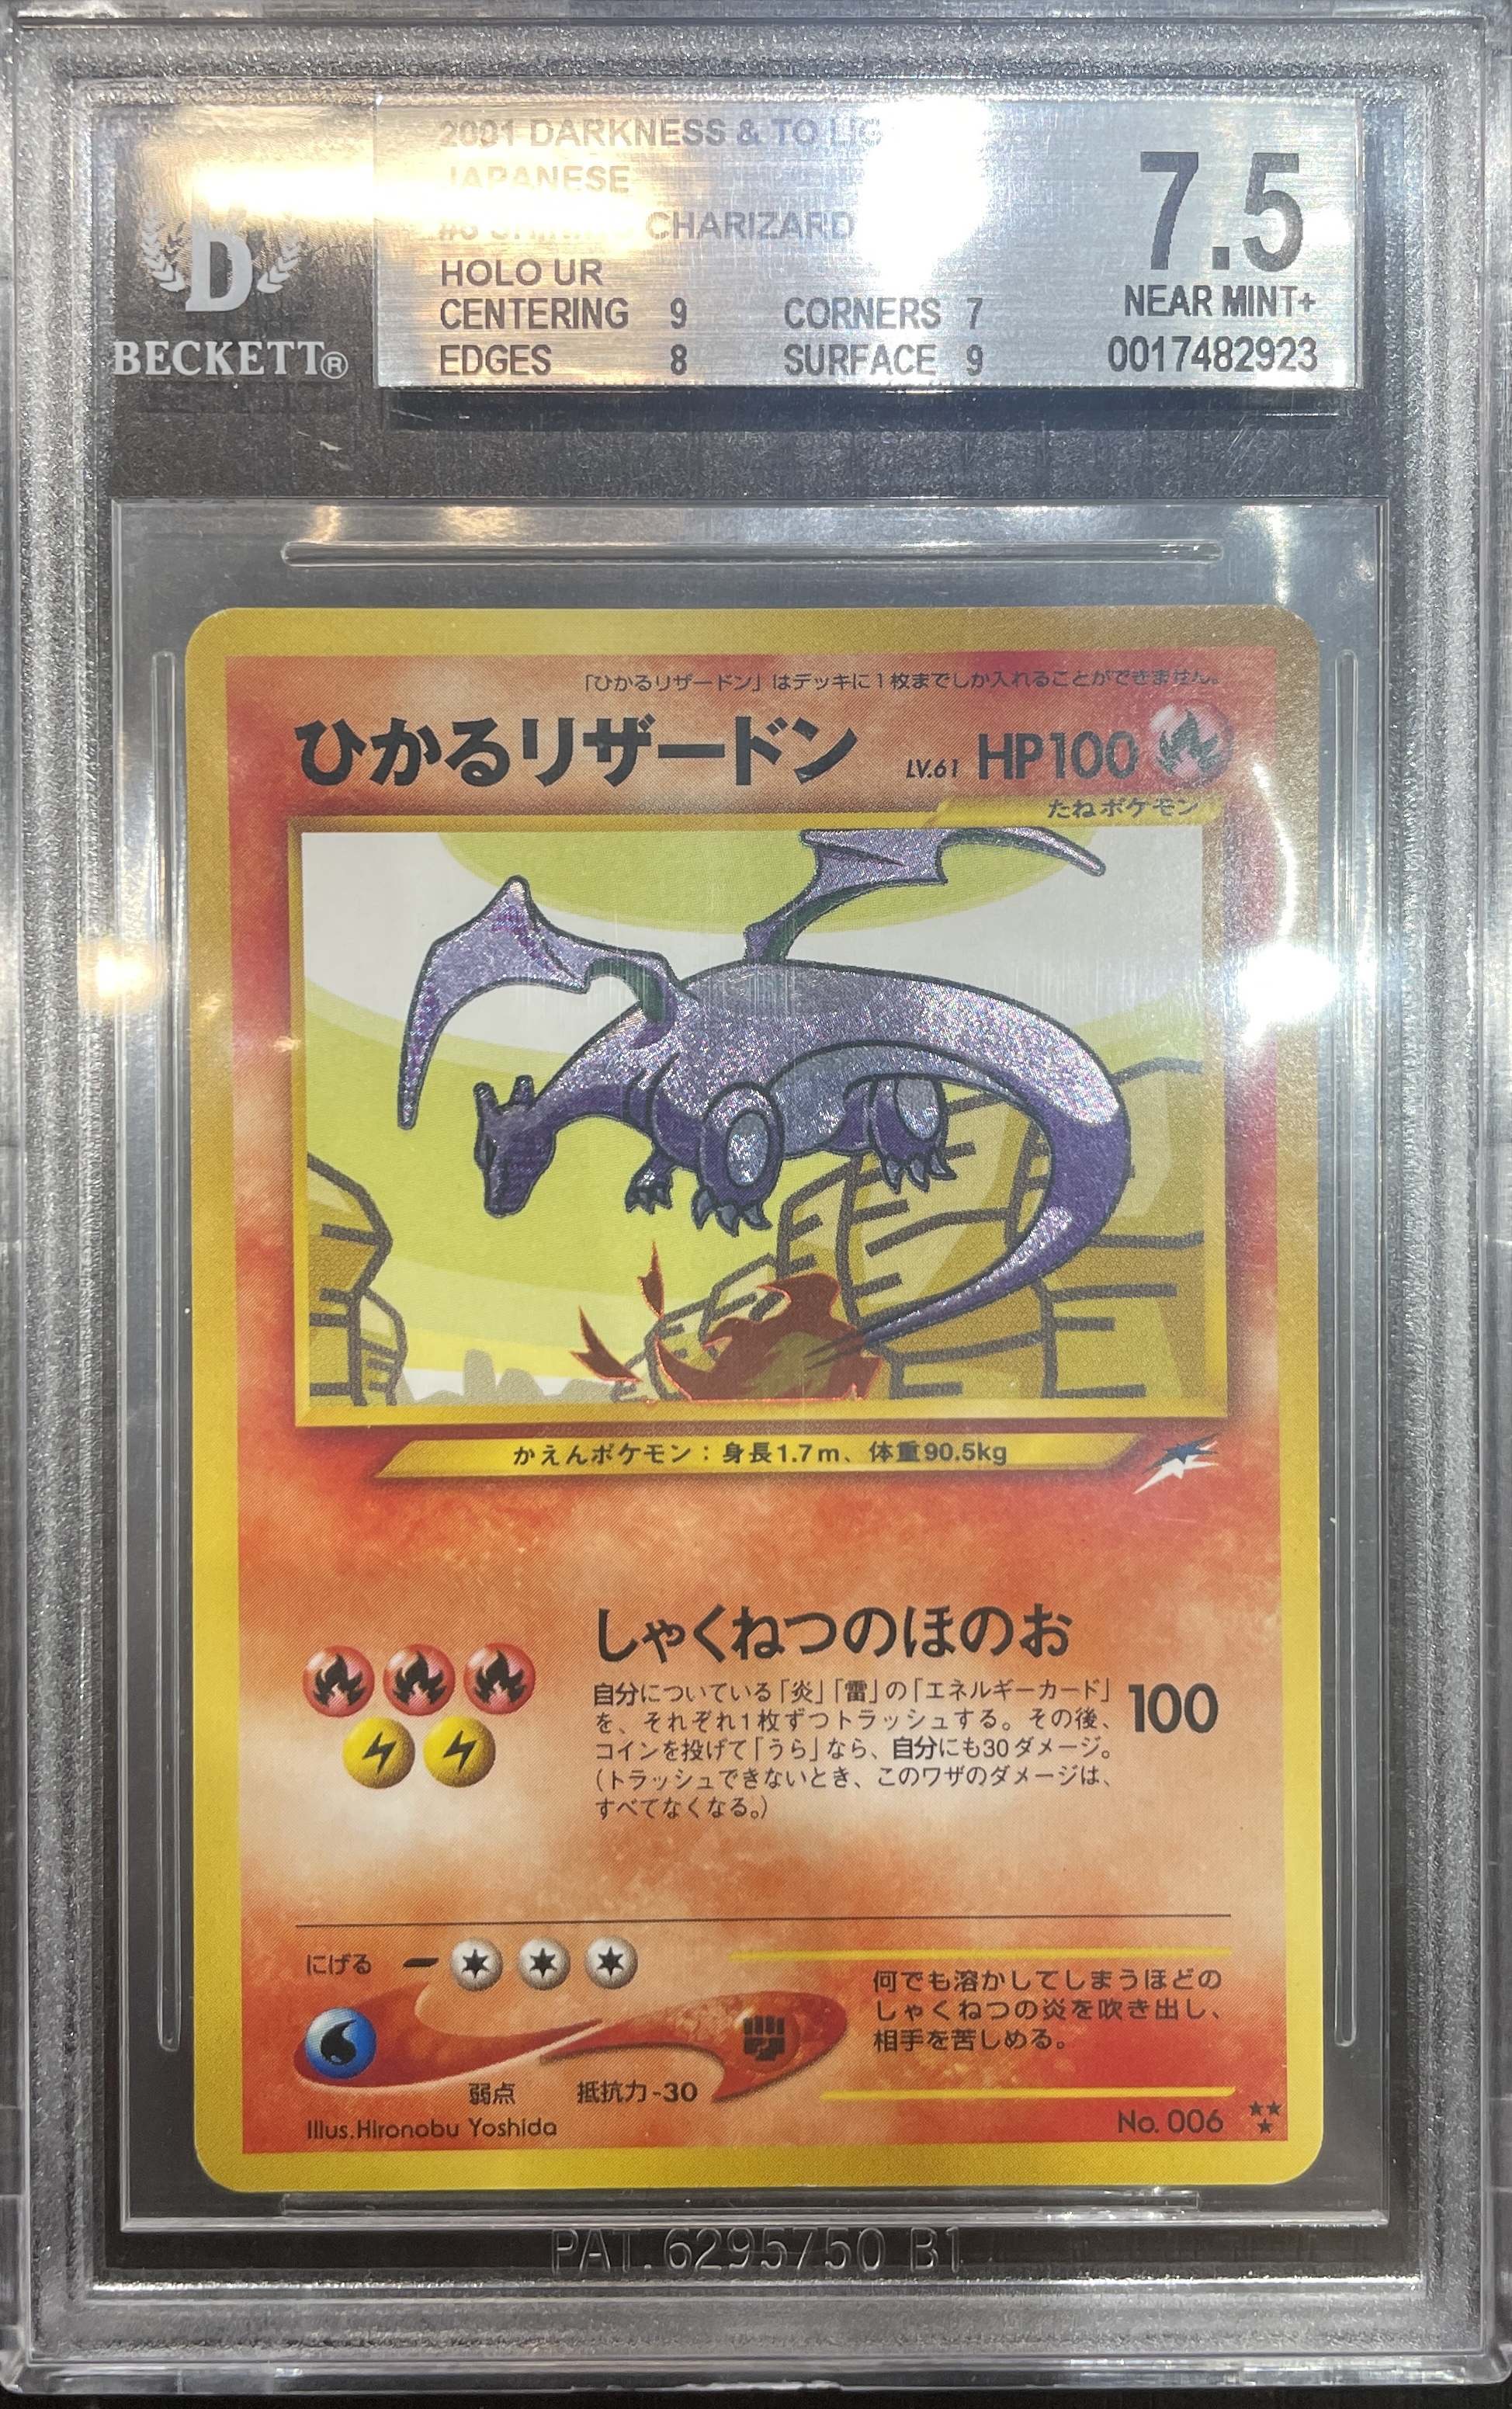 2001 DARKNESS & TO LIG
JAPANESE
CHARIZARD
HOLO UR
CENTERING 9 CORNERS 7
EDGES 8 SURFACE 9
7.5
NEAR MINT+
0017482923
BECKETT®
「ひかるリザードン」はデッキに1枚までしか入れることができません。
ひかるリザードン LV.61 HP100
たねポケモン
かえんポケモン：身長1.7m、体重90.5kg
しゃくねつのほのお
自分についている「炎」「雷」の「エネルギーカード」
を、それぞれ1枚ずつトラッシュする。その後、
コインを投げて「うら」なら、自分にも30ダメージ。
（トラッシュできないとき、このワザのダメージは、
すべてなくなる。）
100
にげる
何でも溶かしてしまうほどの
しゃくねつの炎を吹き出し、
相手を苦しめる。
弱点 抵抗力-30
Illus.Hironobu Yoshida
No. 006
PAT. 6295750 B1